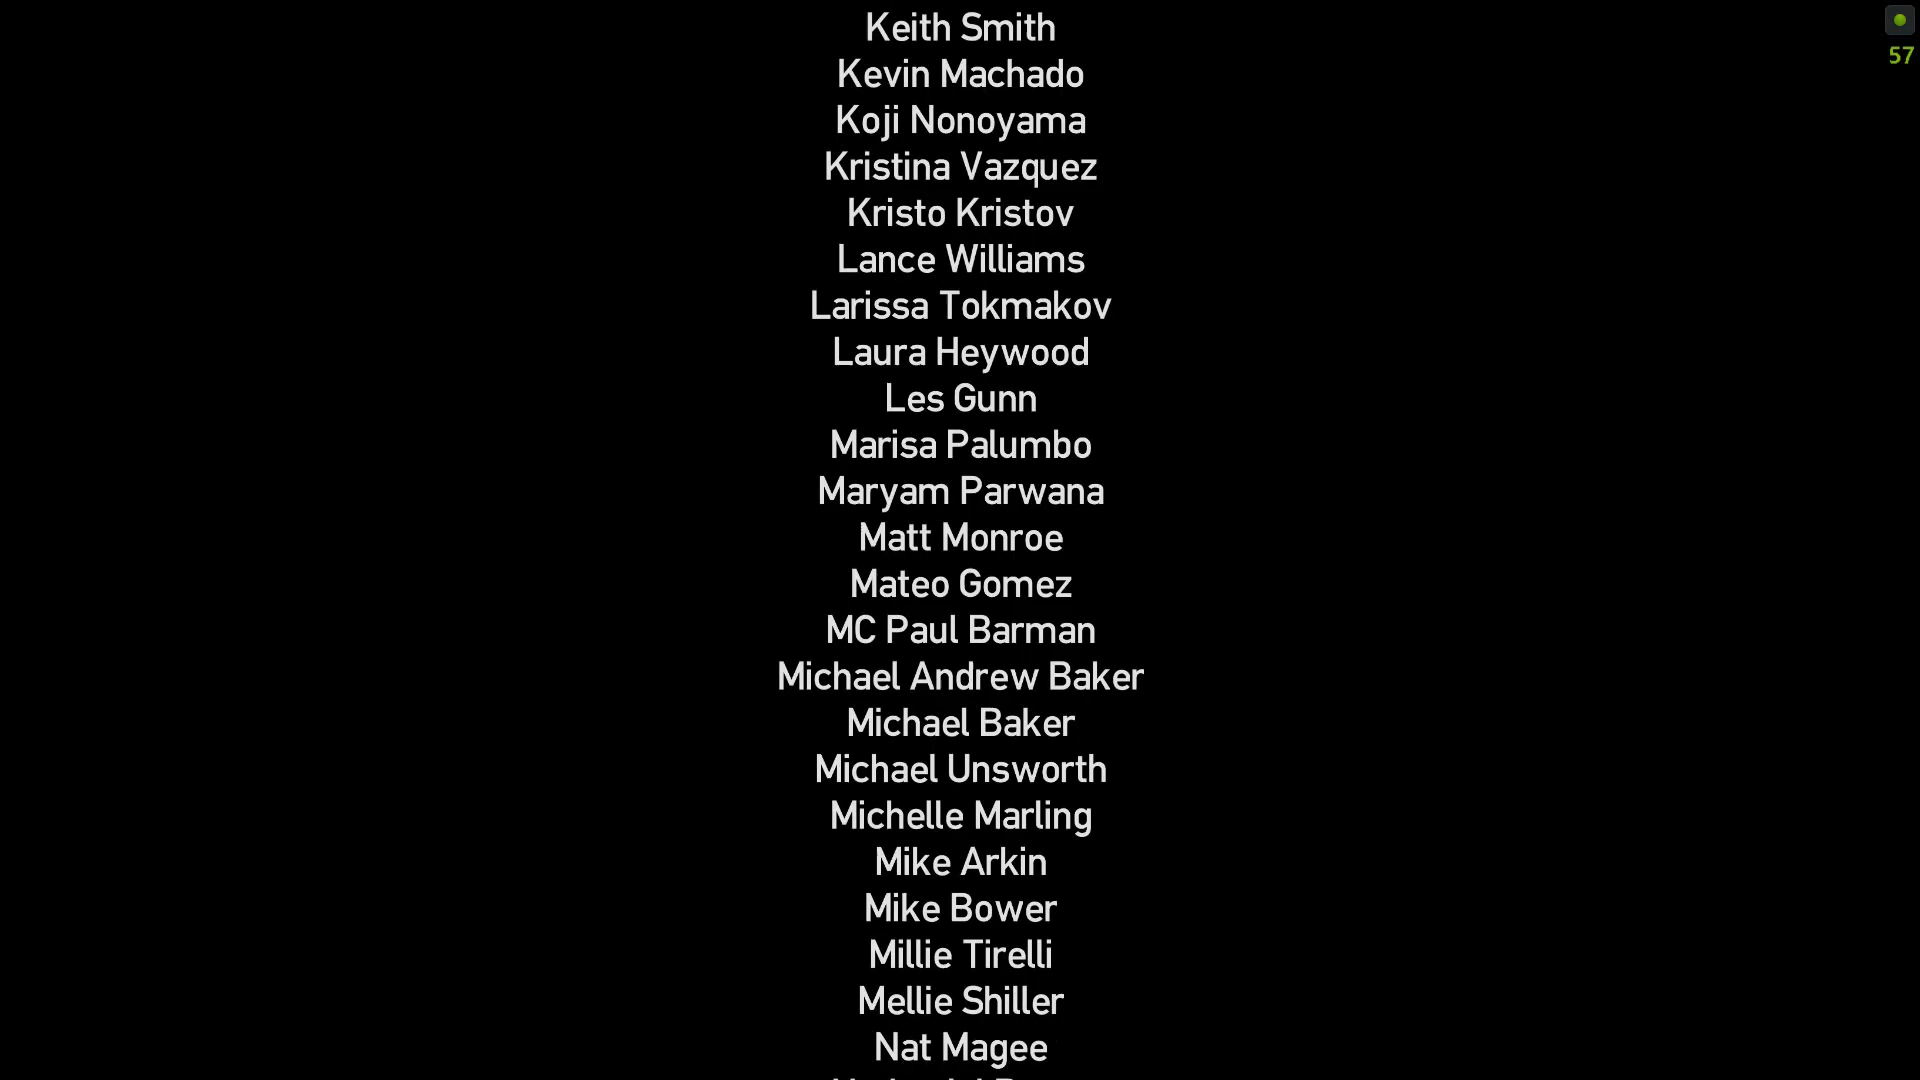 Keith Smith
57
Kevin Machado
Koji Nonoyama
Kristina Vazquez
Kristo Kristov
Lance Williams
Larissa Tokmakov
Laura Heywood
Les Gunn
Marisa Palumbo
Maryam Parwana
Matt Monroe
Mateo Gomez
MC Paul Barman
Michael Andrew Baker
Michael Baker
Michael Unsworth
Michelle Marling
Mike Arkin
Mike Bower
Millie Tirelli
Mellie Shiller
Nat Magee